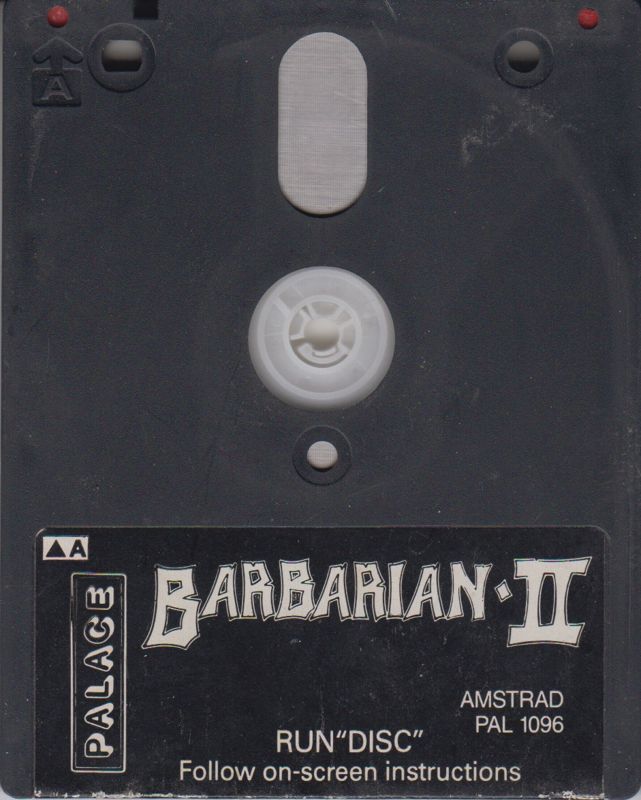 A
▲A
PALACE
BARBARIAN·II
AMSTRAD
PAL 1096
RUN"DISC"
Follow on-screen instructions